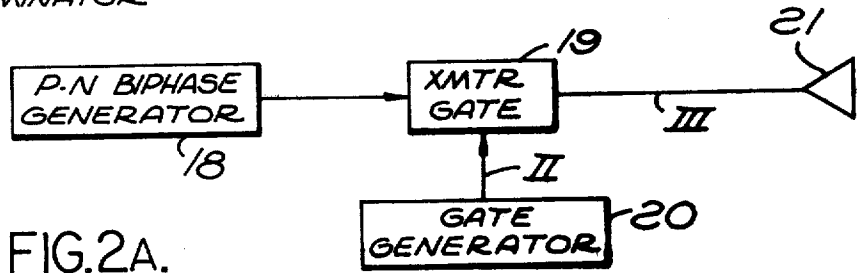 21
19
P-N BIPHASE
GENERATOR
XMTR
GATE
III
18
II
GATE
GENERATOR
20
FIG.2A.